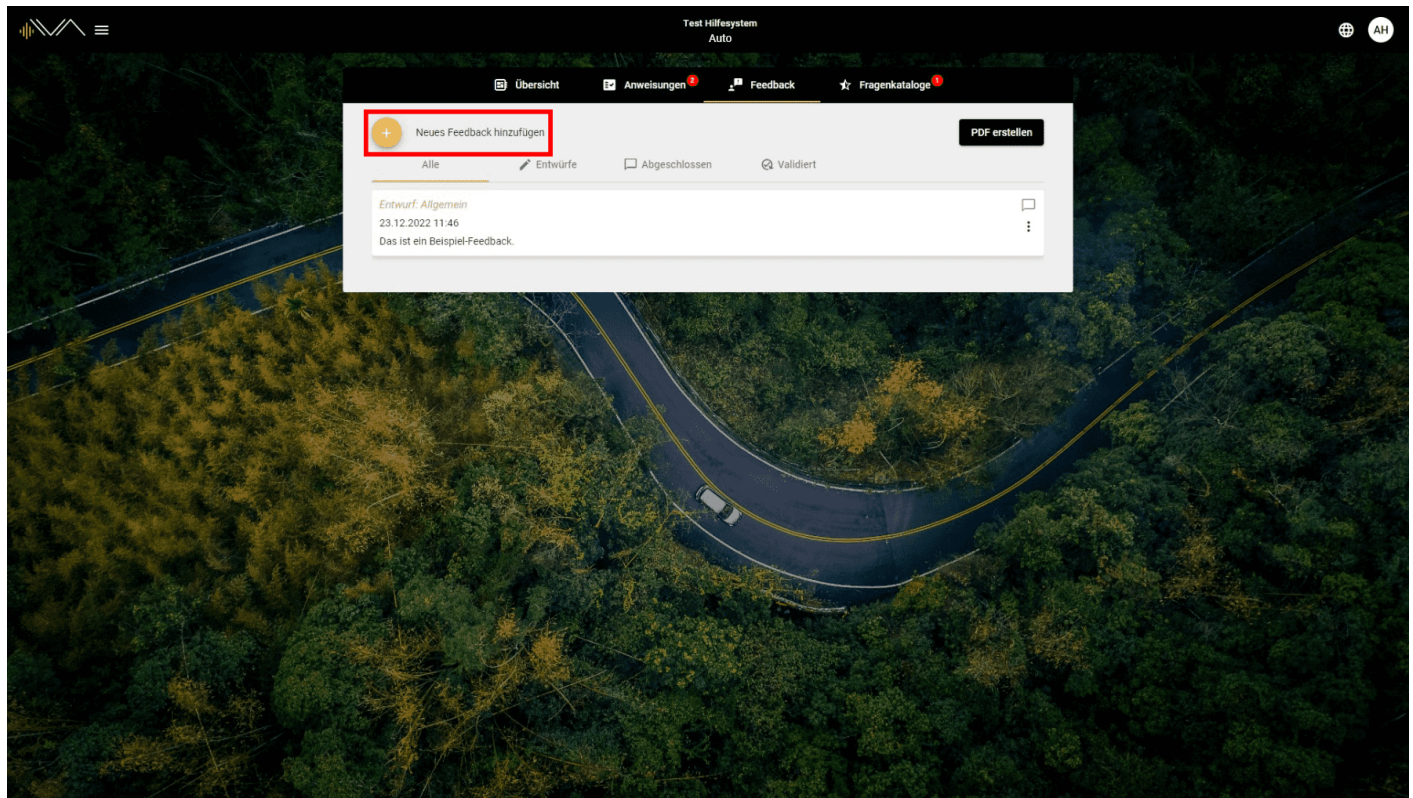 Test Hilfesystem
Auto
AH
Übersicht
Anweisungen 2
Feedback
Fragenkataloge 1
+ Neues Feedback hinzufügen
PDF erstellen
Alle
Entwürfe
Abgeschlossen
Validiert
Entwurf: Allgemein
23.12.2022 11:46
Das ist ein Beispiel-Feedback.